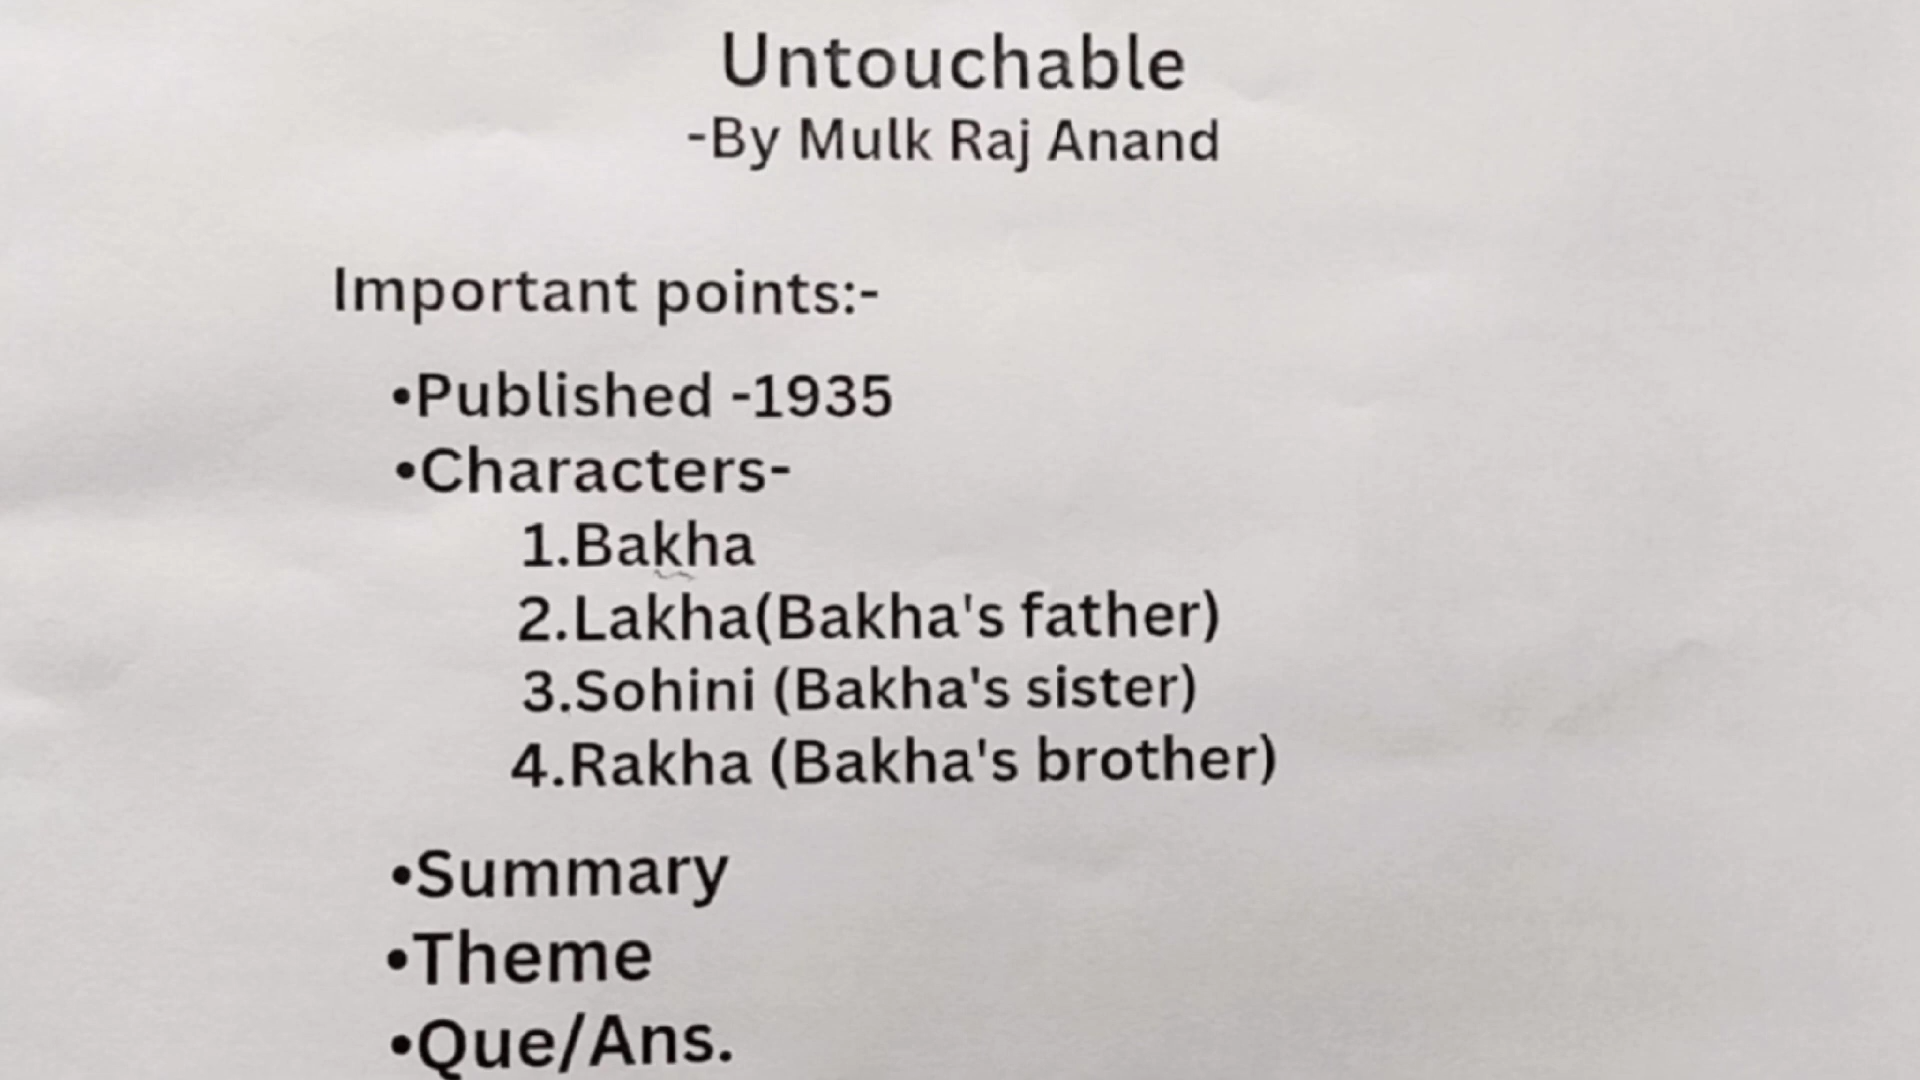 Untouchable
-By Mulk Raj Anand
Important points:-
•Published -1935
•Characters-
1.Bakha
2.Lakha(Bakha's father)
3.Sohini (Bakha's sister)
4.Rakha (Bakha's brother)
•Summary
•Theme
•Que/Ans.